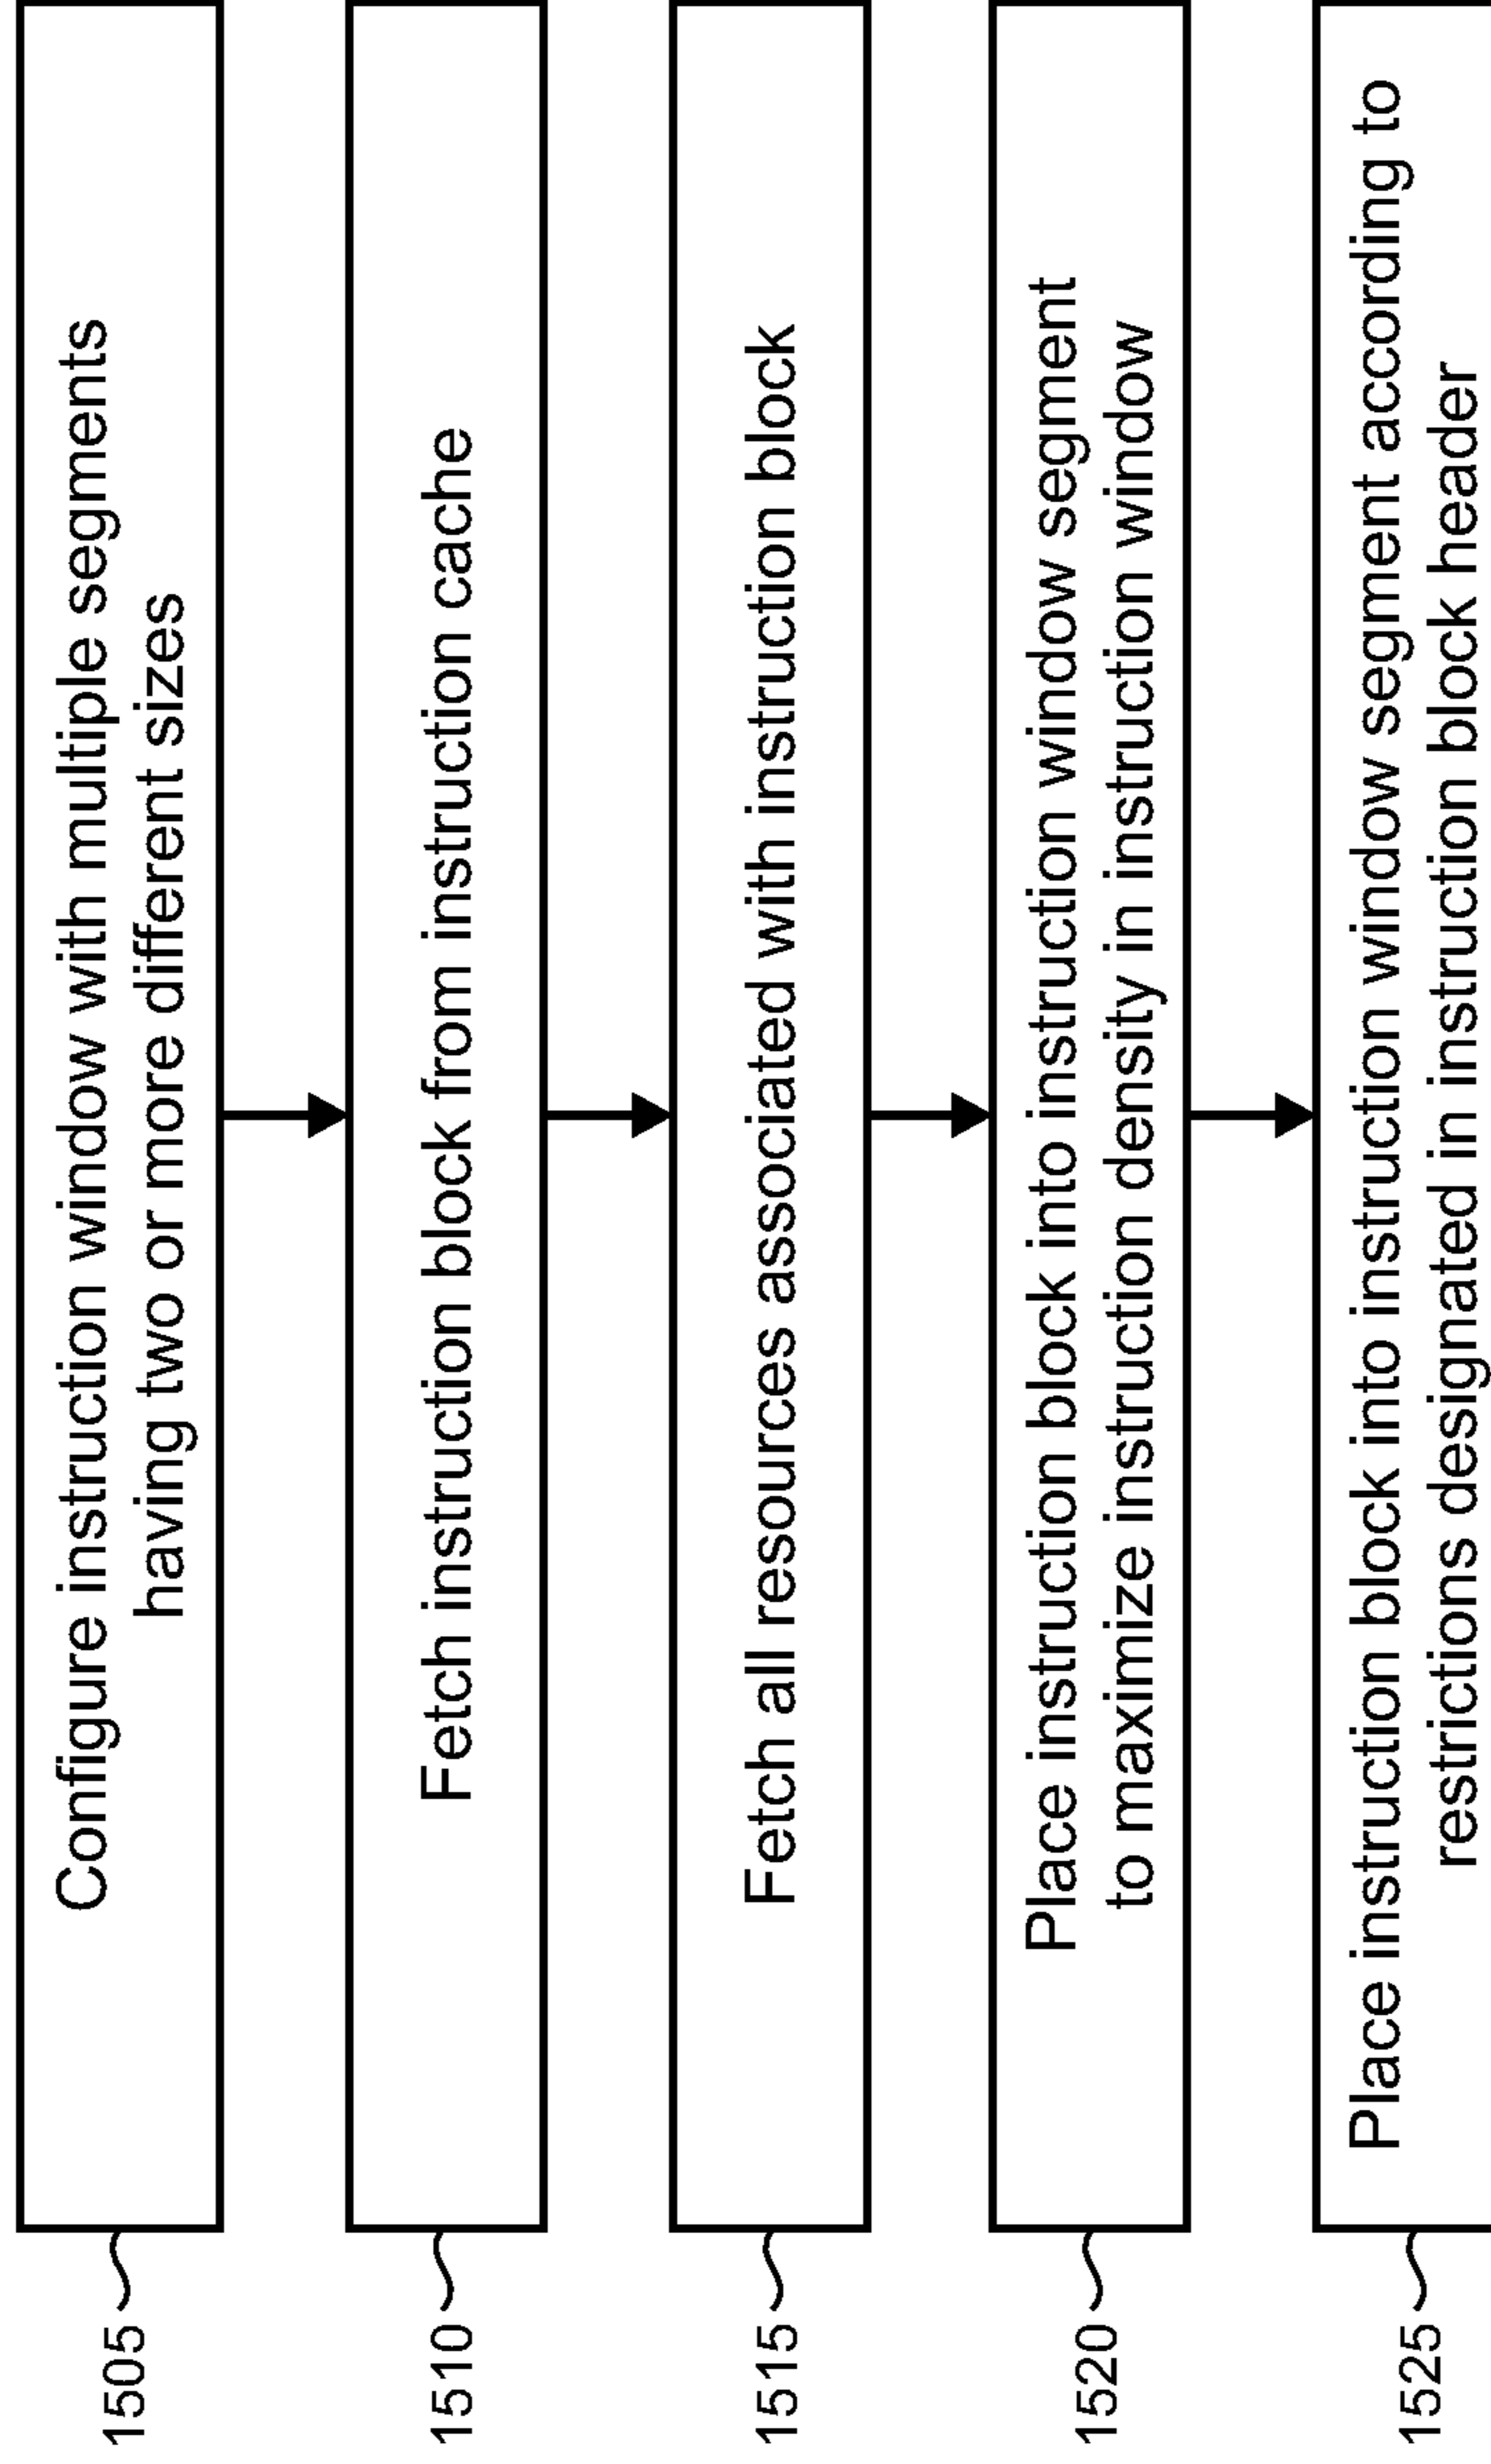 1505
Configure instruction window with multiple segments
having two or more different sizes
1510
Fetch instruction block from instruction cache
1515
Fetch all resources associated with instruction block
1520
Place instruction block into instruction window segment
to maximize instruction density in instruction window
1525
Place instruction block into instruction window segment according to
restrictions designated in instruction block header